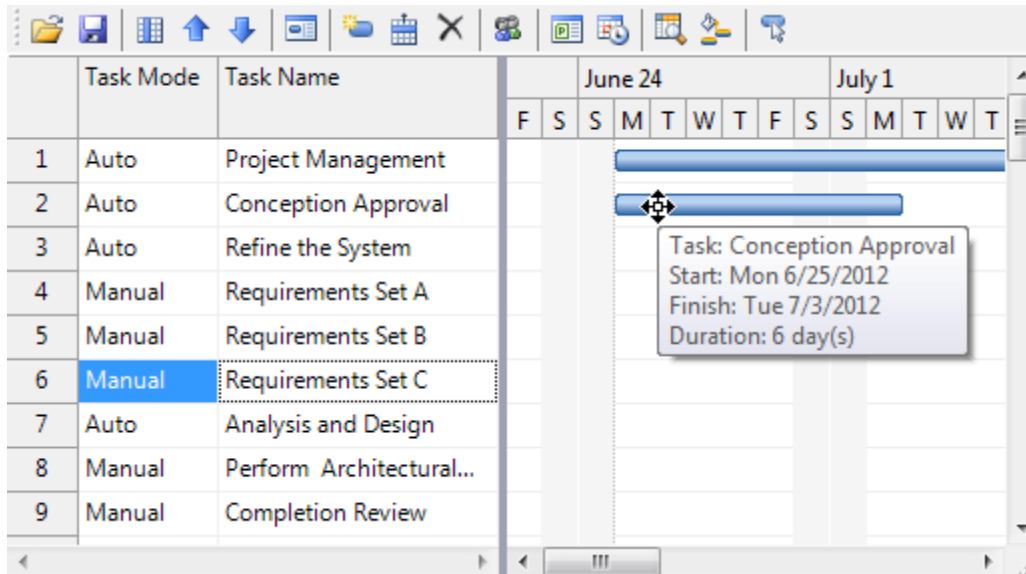 Task Mode Task Name June 24 July 1
F S S M T W T F S S M T W T
1 Auto Project Management
2 Auto Conception Approval
3 Auto Refine the System
4 Manual Requirements Set A
5 Manual Requirements Set B
6 Manual Requirements Set C
7 Auto Analysis and Design
8 Manual Perform Architectural...
9 Manual Completion Review
Task: Conception Approval
Start: Mon 6/25/2012
Finish: Tue 7/3/2012
Duration: 6 day(s)